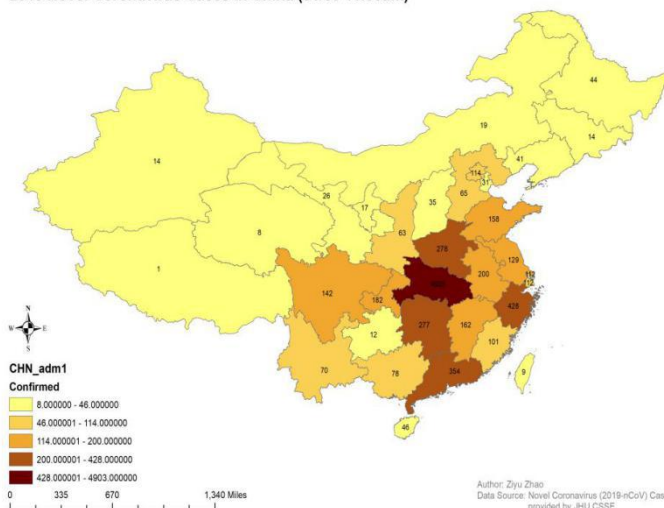 44
19
14
14
41
114
31
26
65
35
17
158
8
63
278
129
1
200
142
182
428
277
162
12
101
70
78
354
9
46
N
W
E
S
CHN_adm1
Confirmed
8.000000 - 46.000000
46.000001 - 114.000000
114.000001 - 200.000000
200.000001 - 428.000000
428.000001 - 4903.000000
0 335 670 1,340 Miles
Author: Ziyu Zhao
Data Source: Novel Coronavirus (2019-nCoV) Cas
provided by JHU CSSE